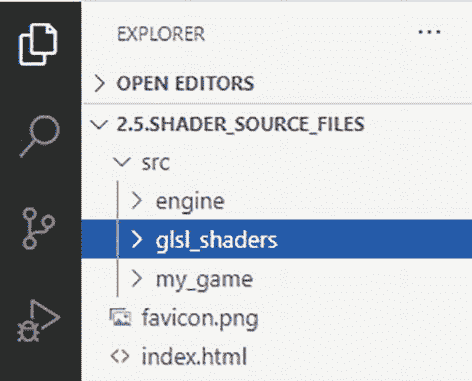 EXPLORER ...
OPEN EDITORS
2.5.SHADER_SOURCE_FILES
src
engine
glsl_shaders
my_game
favicon.png
index.html